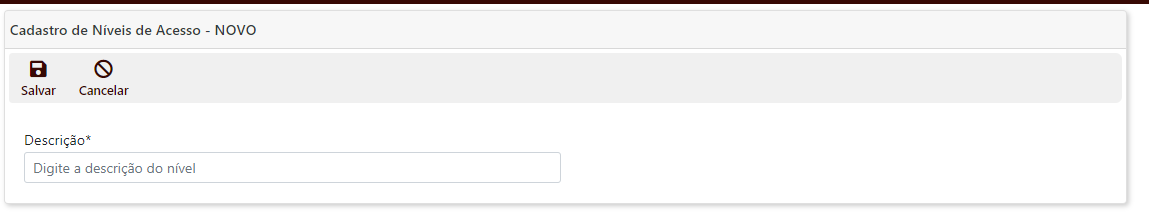 Cadastro de Níveis de Acesso - NOVO
Salvar Cancelar
Descrição*
Digite a descrição do nível